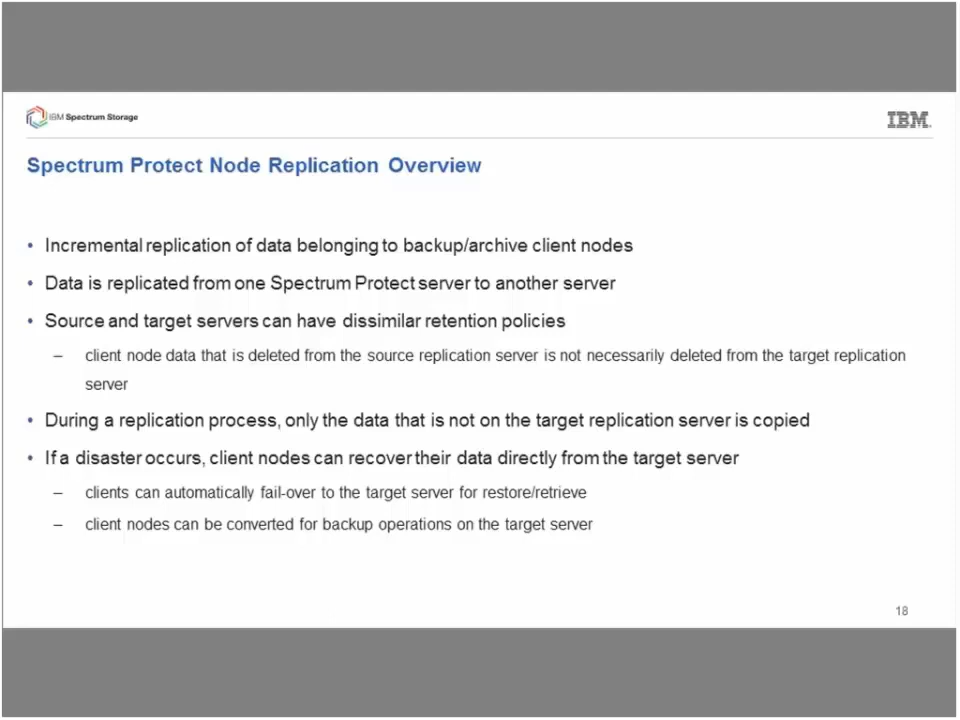 IBM Spectrum Storage
IBM
Spectrum Protect Node Replication Overview
• Incremental replication of data belonging to backup/archive client nodes
• Data is replicated from one Spectrum Protect server to another server
• Source and target servers can have dissimilar retention policies
– client node data that is deleted from the source replication server is not necessarily deleted from the target replication
server
• During a replication process, only the data that is not on the target replication server is copied
• If a disaster occurs, client nodes can recover their data directly from the target server
– clients can automatically fail-over to the target server for restore/retrieve
– client nodes can be converted for backup operations on the target server
18